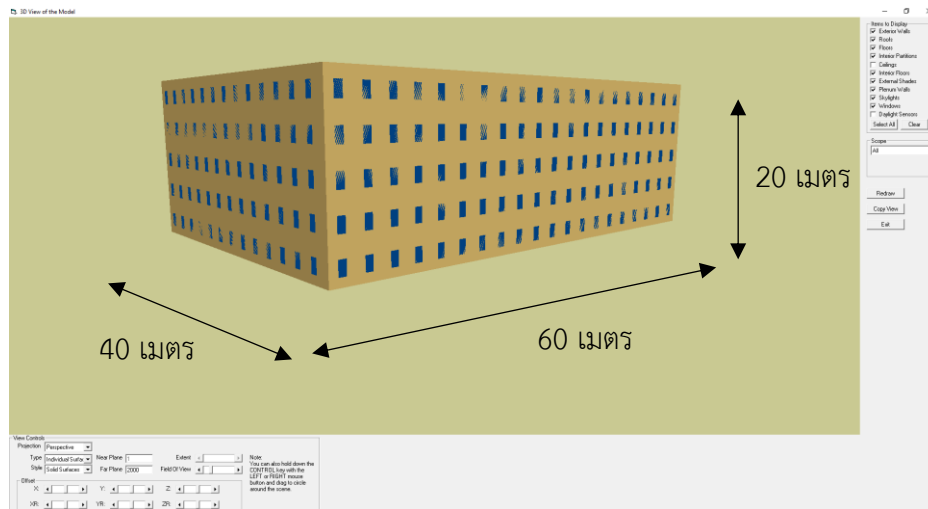 3D View of the Model
Items to Display
Exterior Walls
Roofs
Floors
Interior Partitions
Ceilings
Interior Floors
External Shades
Plenum Walls
Skylights
Windows
Daylight Sensors
Select All Clear
Scope
All
Redraw
Copy View
Exit
20 เมตร
60 เมตร
40 เมตร
View Controls
Projection Perspective
Type Individual Surfac Near Plane 1 Extent
Style Solid Surfaces Far Plane 2000 Field Of View
Note:
You can also hold down the
CONTROL key with the
LEFT or RIGHT mouse
button and drag to circle
around the scene.
Offset
X: Y: Z:
XR: YR: ZR: